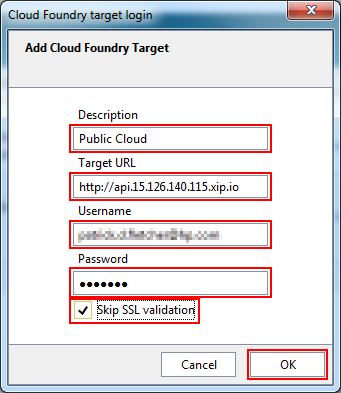 Cloud Foundry target login
Add Cloud Foundry Target
Description
Public Cloud
Target URL
http://api.15.126.140.115.xip.io
Username
Password
●●●●●●●
Skip SSL validation
Cancel
OK